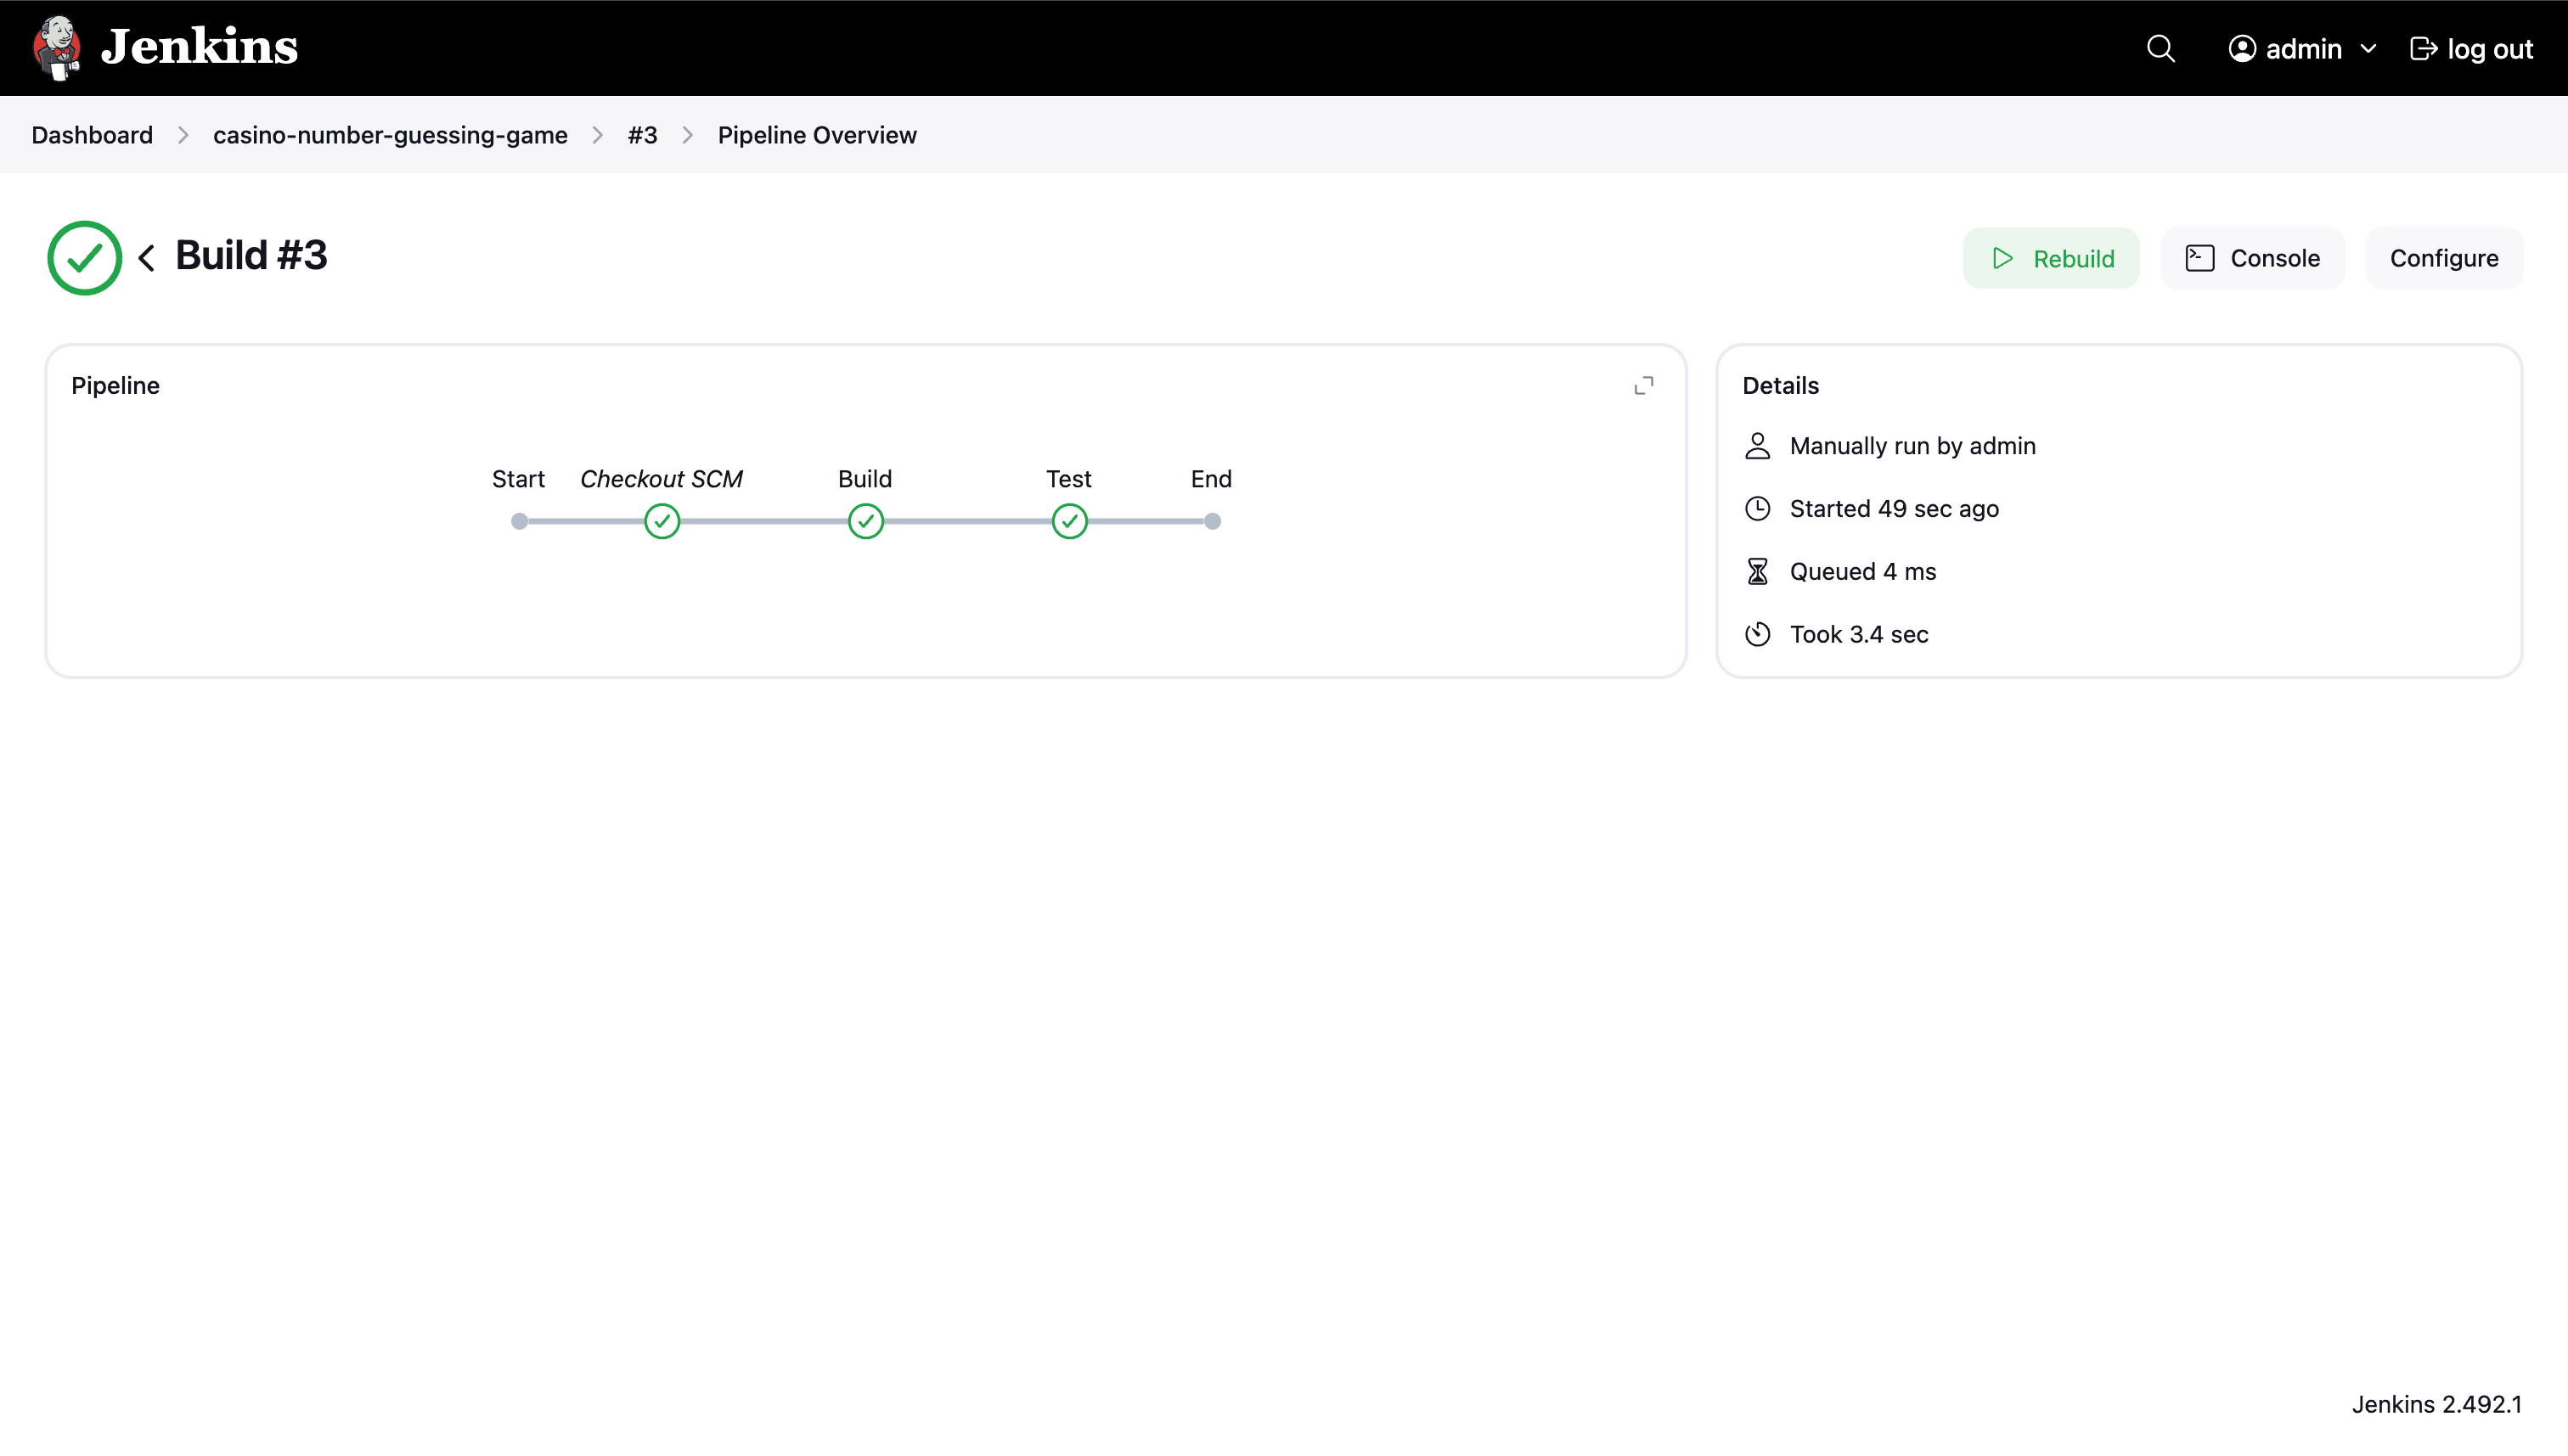 Jenkins
admin
log out
Dashboard
casino-number-guessing-game
#3
Pipeline Overview
Build #3
Rebuild
Console
Configure
Pipeline
Start
Checkout SCM
Build
Test
End
Details
Manually run by admin
Started 49 sec ago
Queued 4 ms
Took 3.4 sec
Jenkins 2.492.1